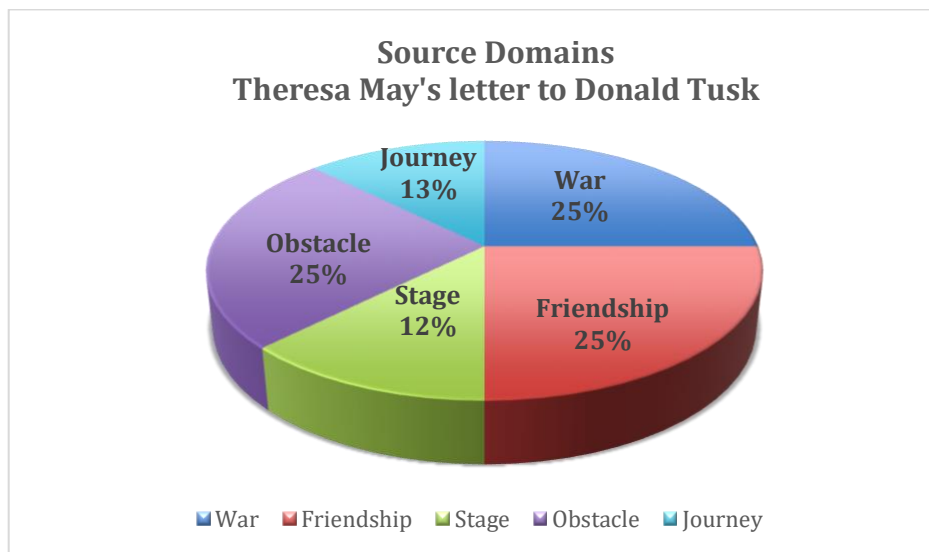 Source Domains
Theresa May's letter to Donald Tusk
Journey
13%
War
25%
Obstacle
25%
Stage
12%
Friendship
25%
War Friendship Stage Obstacle Journey